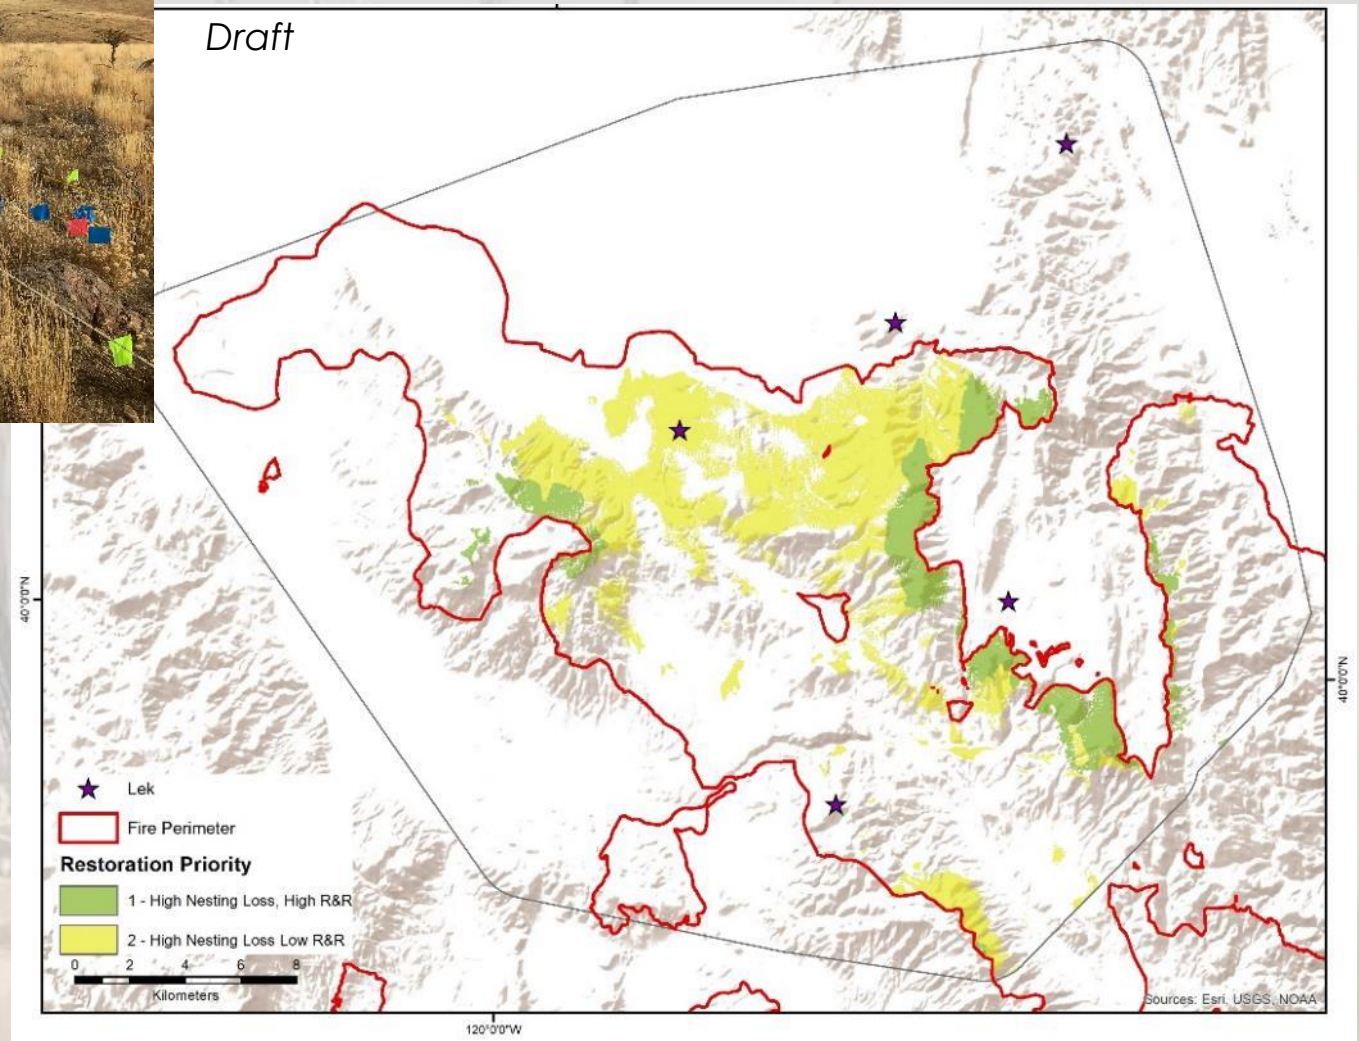 Draft
40°0'0"N
40°0'0"N
Lek
Fire Perimeter
Restoration Priority
1 - High Nesting Loss, High R&R
2 - High Nesting Loss Low R&R
0 2 4 6 8
Kilometers
Sources: Esri, USGS, NOAA
120°0'0"W